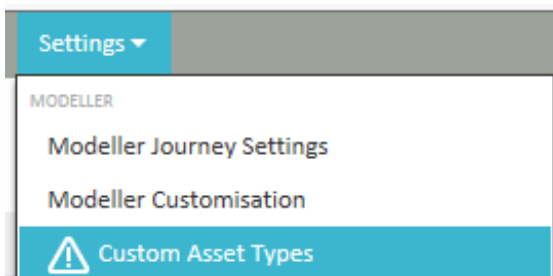 Settings
MODELLER
Modeller Journey Settings
Modeller Customisation
Custom Asset Types